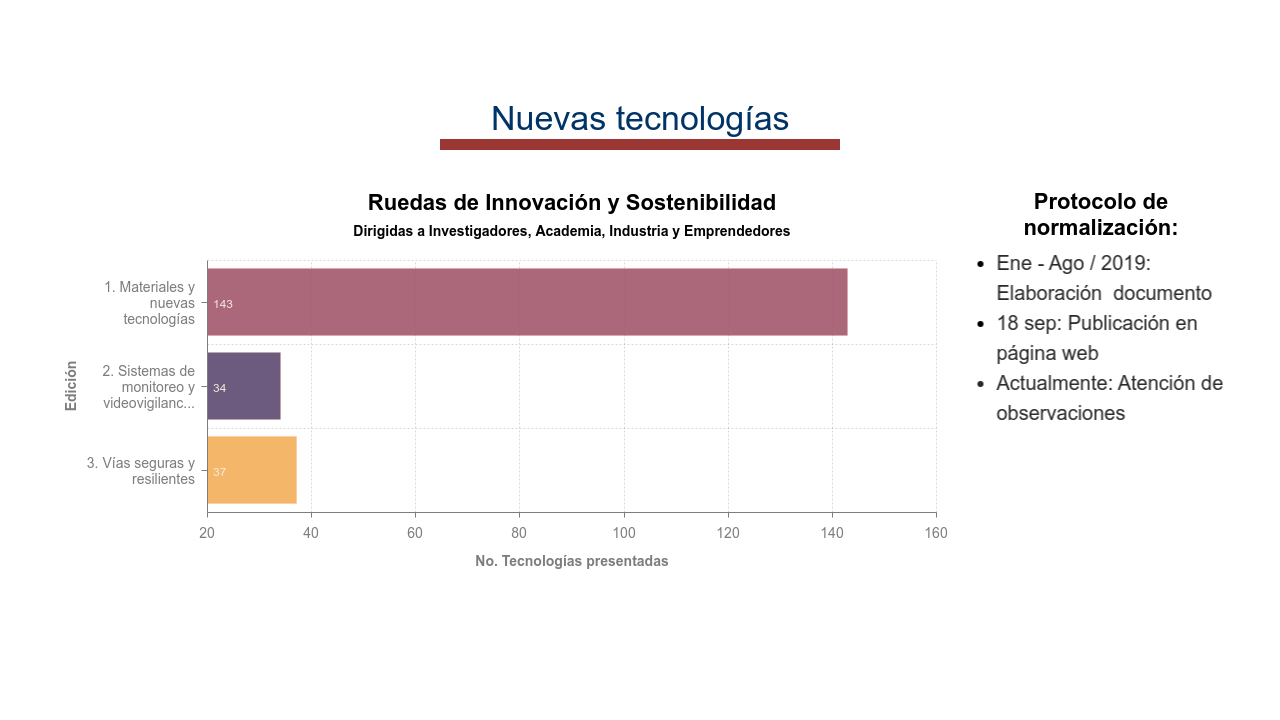 Nuevas tecnologías
Ruedas de Innovación y Sostenibilidad
Dirigidas a Investigadores, Academia, Industria y Emprendedores
Edición
1. Materiales y
nuevas
tecnologías
143
2. Sistemas de
monitoreo y
videovigilanc...
34
3. Vías seguras y
resilientes
37
20 40 60 80 100 120 140 160
No. Tecnologías presentadas
Protocolo de
normalización:
• Ene - Ago / 2019:
Elaboración  documento
• 18 sep: Publicación en
página web
• Actualmente: Atención de
observaciones